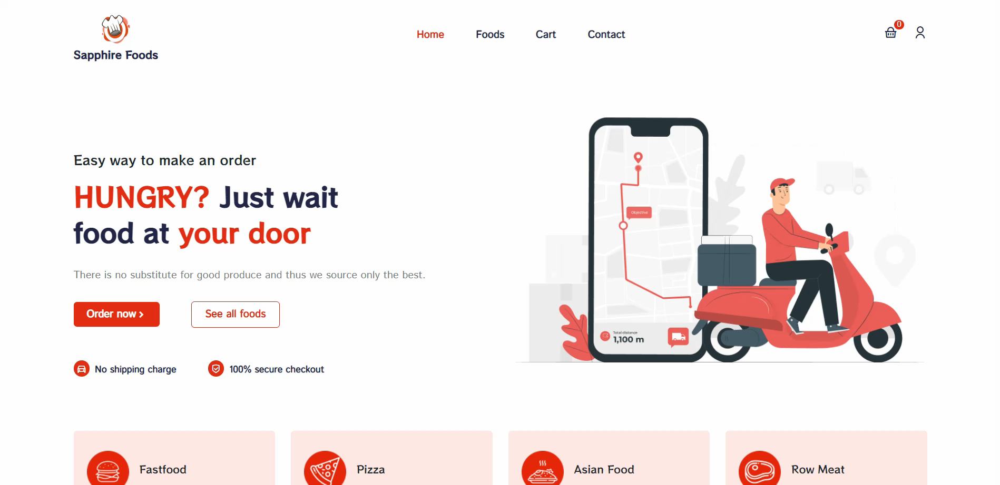 Sapphire Foods
Home
Foods
Cart
Contact
0
Easy way to make an order
HUNGRY? Just wait
food at your door
There is no substitute for good produce and thus we source only the best.
Order now
See all foods
No shipping charge
100% secure checkout
Objective
Total distance
1,100 m
Fastfood
Pizza
Asian Food
Row Meat